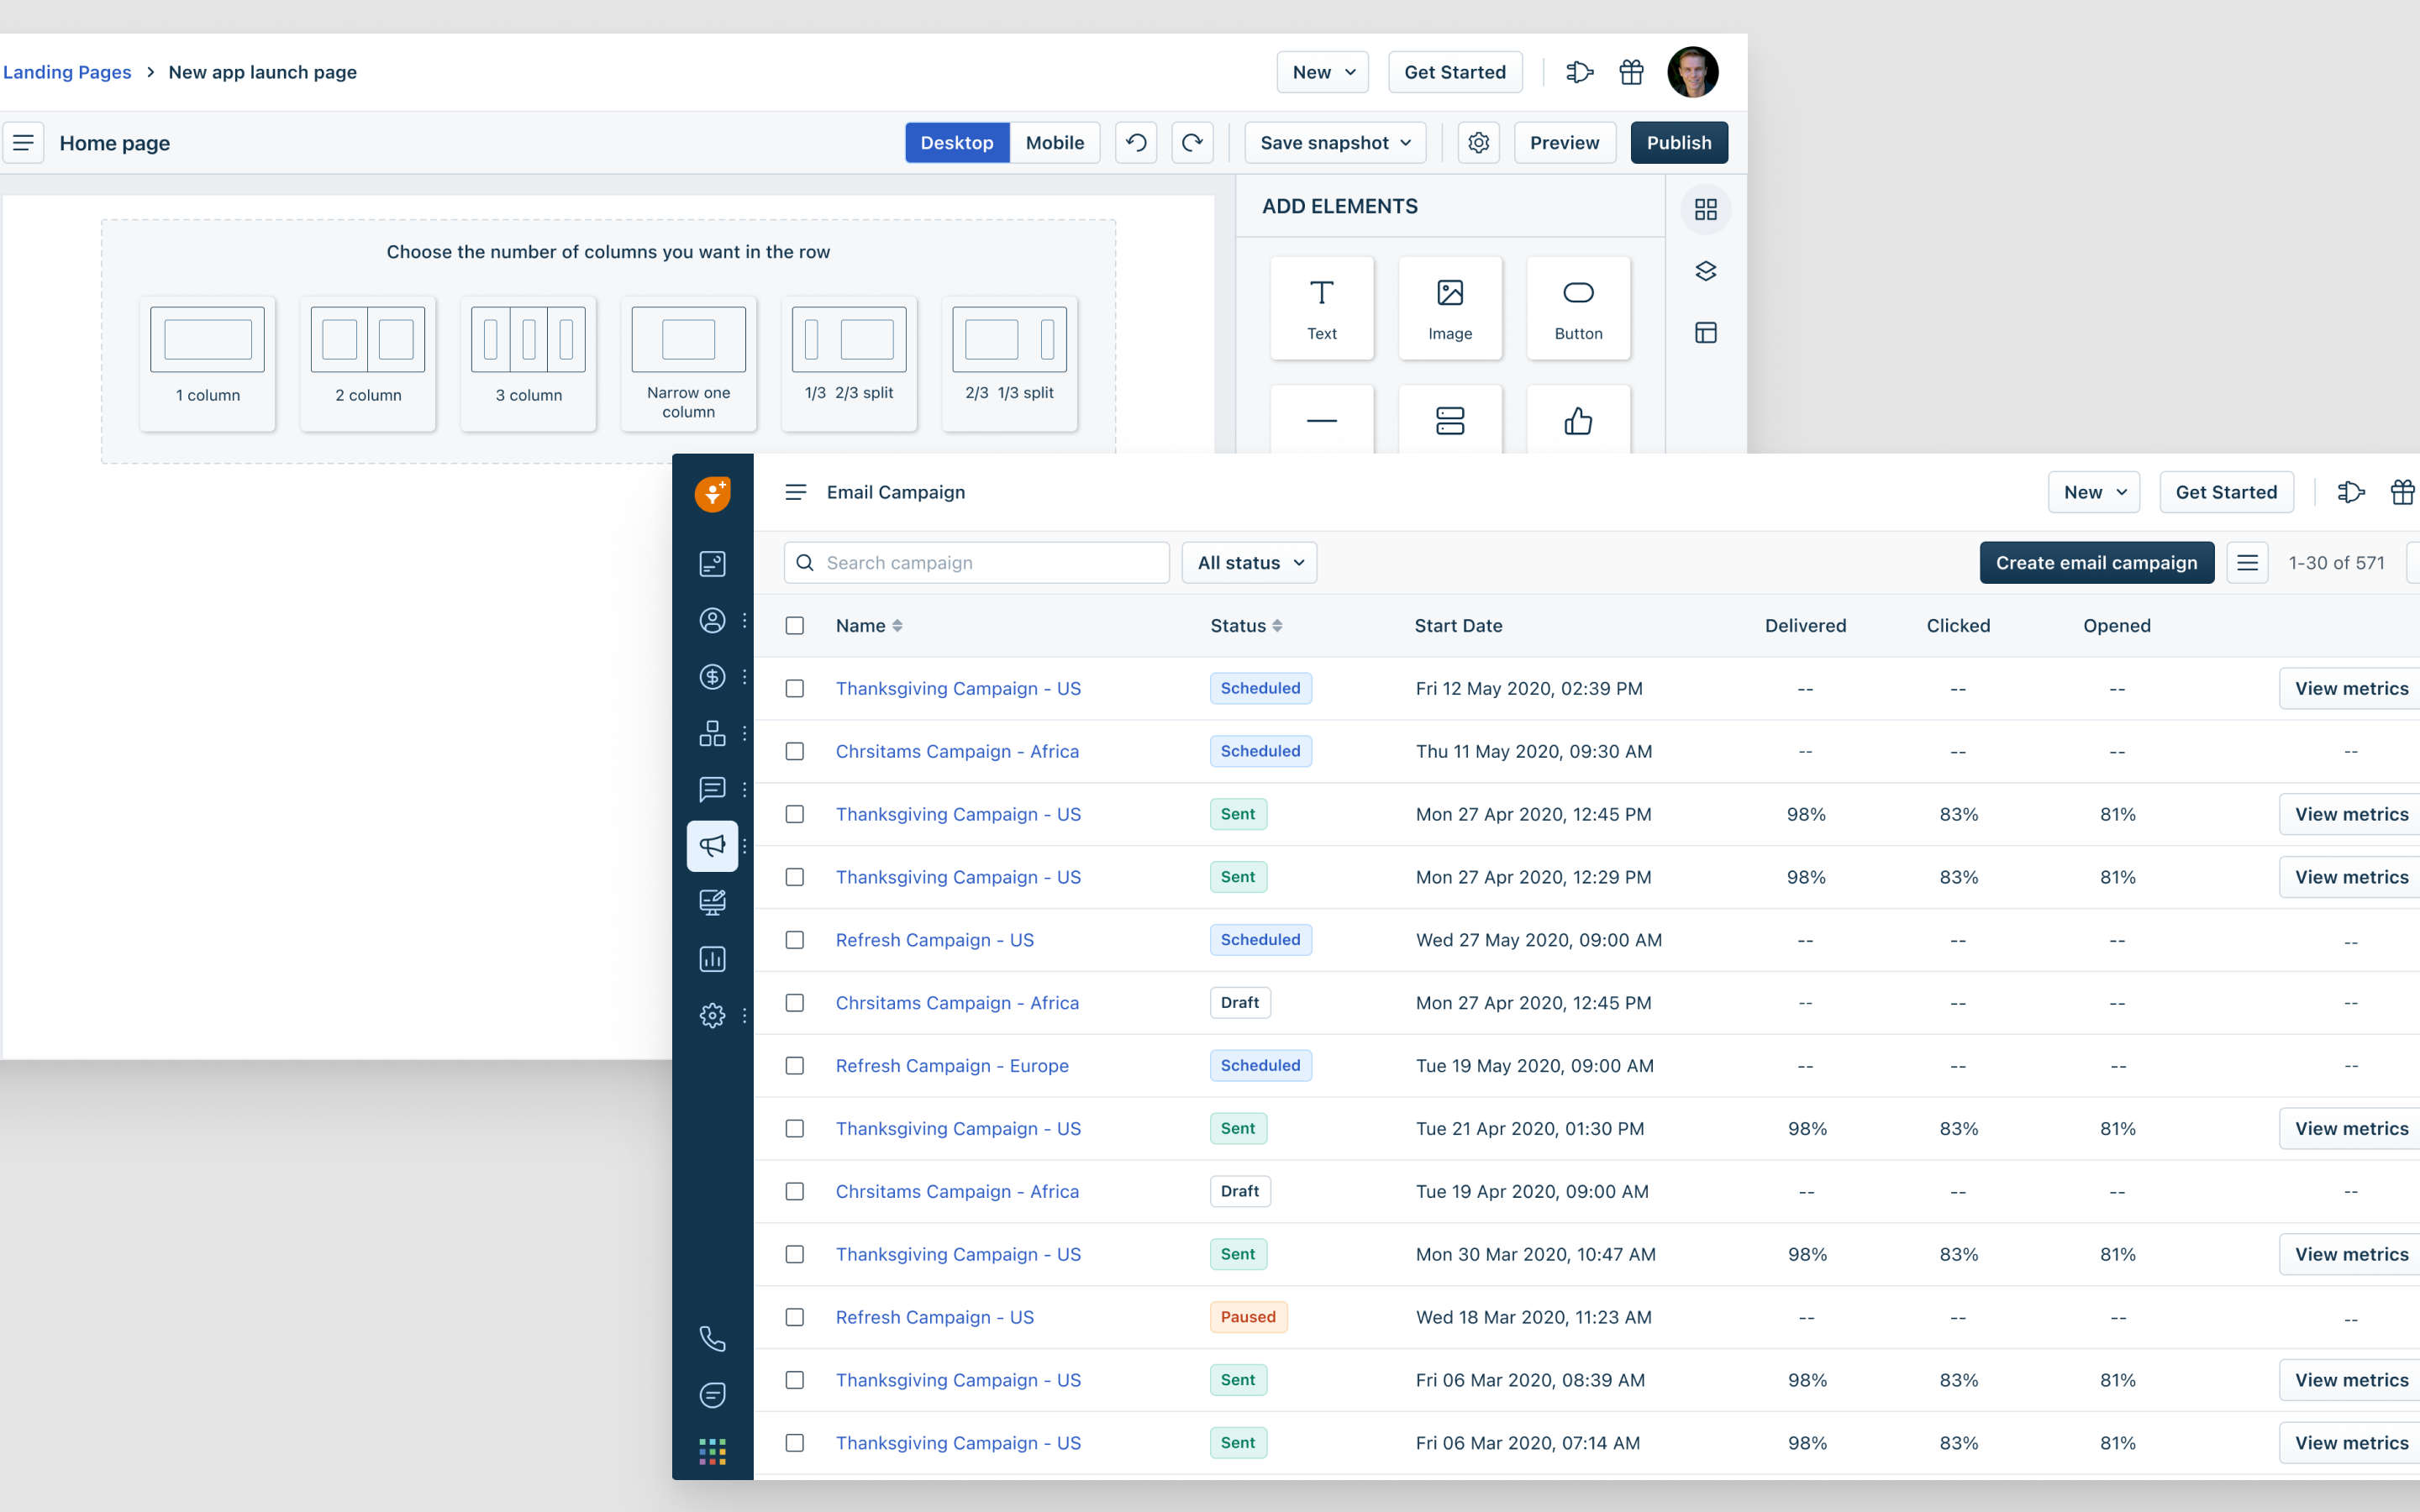 Landing Pages > New app launch page
New
Get Started
Home page
Desktop
Mobile
Save snapshot
Preview
Publish
Choose the number of columns you want in the row
1 column
2 column
3 column
Narrow one
column
1/3 2/3 split
2/3 1/3 split
ADD ELEMENTS
Text
Image
Button
Email Campaign
New
Get Started
Search campaign
All status
Create email campaign
1-30 of 571
Name Status Start Date Delivered Clicked Opened
Thanksgiving Campaign - US Scheduled Fri 12 May 2020, 02:39 PM -- -- -- View metrics
Chrsitams Campaign - Africa Scheduled Thu 11 May 2020, 09:30 AM -- -- -- --
Thanksgiving Campaign - US Sent Mon 27 Apr 2020, 12:45 PM 98% 83% 81% View metrics
Thanksgiving Campaign - US Sent Mon 27 Apr 2020, 12:29 PM 98% 83% 81% View metrics
Refresh Campaign - US Scheduled Wed 27 May 2020, 09:00 AM -- -- -- --
Chrsitams Campaign - Africa Draft Mon 27 Apr 2020, 12:45 PM -- -- -- --
Refresh Campaign - Europe Scheduled Tue 19 May 2020, 09:00 AM -- -- -- --
Thanksgiving Campaign - US Sent Tue 21 Apr 2020, 01:30 PM 98% 83% 81% View metrics
Chrsitams Campaign - Africa Draft Tue 19 Apr 2020, 09:00 AM -- -- -- --
Thanksgiving Campaign - US Sent Mon 30 Mar 2020, 10:47 AM 98% 83% 81% View metrics
Refresh Campaign - US Paused Wed 18 Mar 2020, 11:23 AM -- -- -- --
Thanksgiving Campaign - US Sent Fri 06 Mar 2020, 08:39 AM 98% 83% 81% View metrics
Thanksgiving Campaign - US Sent Fri 06 Mar 2020, 07:14 AM 98% 83% 81% View metrics